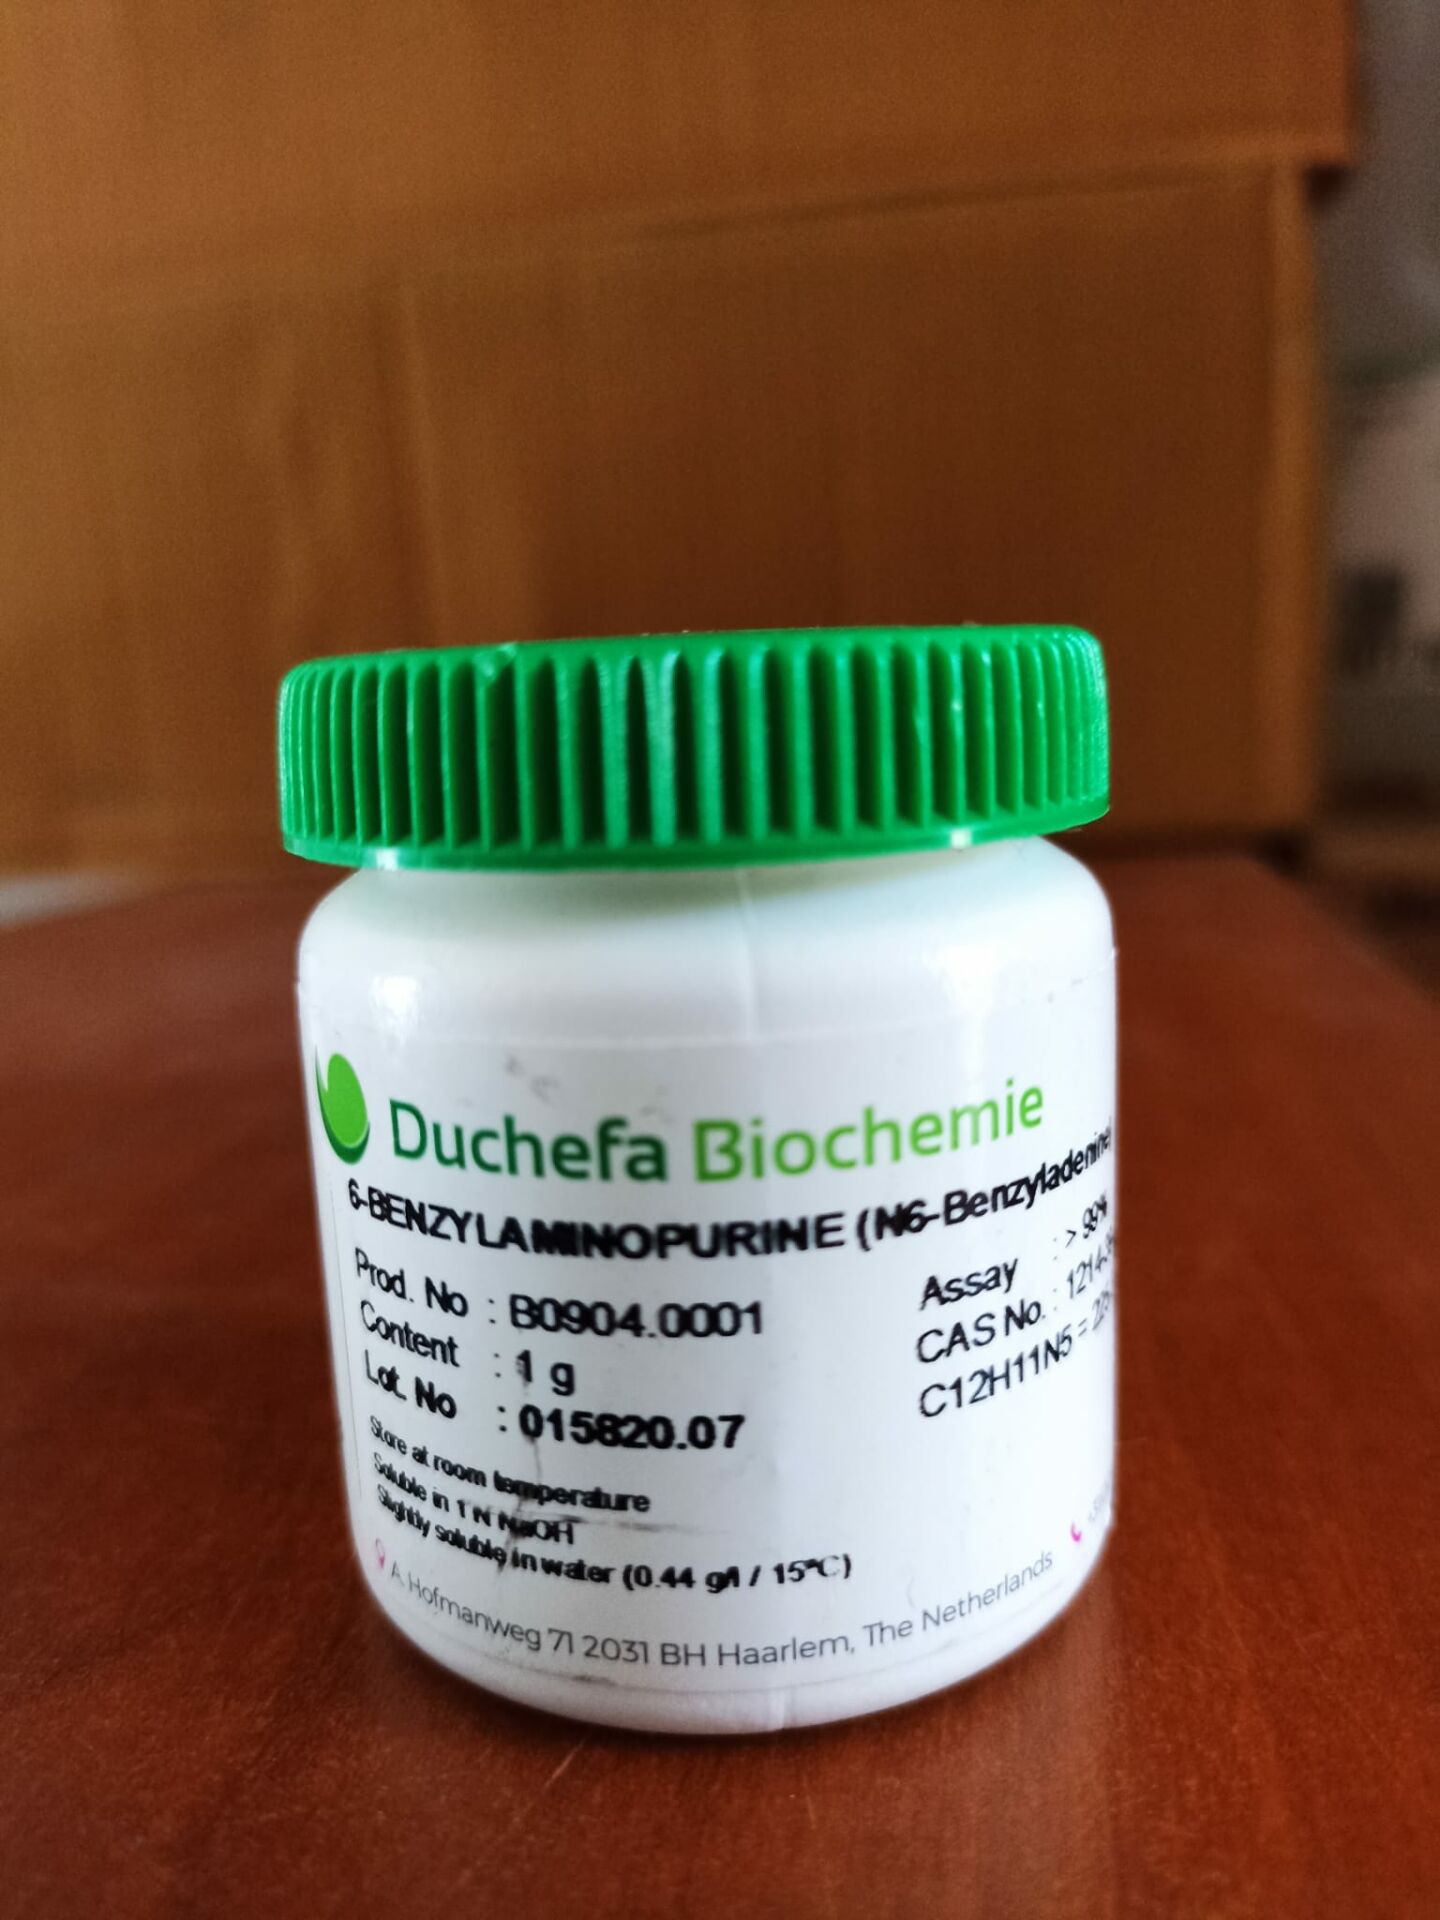 Duchefa Biochemie
6-BENZYLAMINOPURINE (N6-Benzyladenine)
Prod. No : B0904.0001
Content : 1 g
Lot. No : 015820.07
Assay : > 99%
CAS No. :
C12H11N5 =
Store at room temperature
Soluble in 1 N NaOH
Slightly soluble in water (0.44 g/l / 15°C)
A. Hofmanweg 71 2031 BH Haarlem, The Netherlands